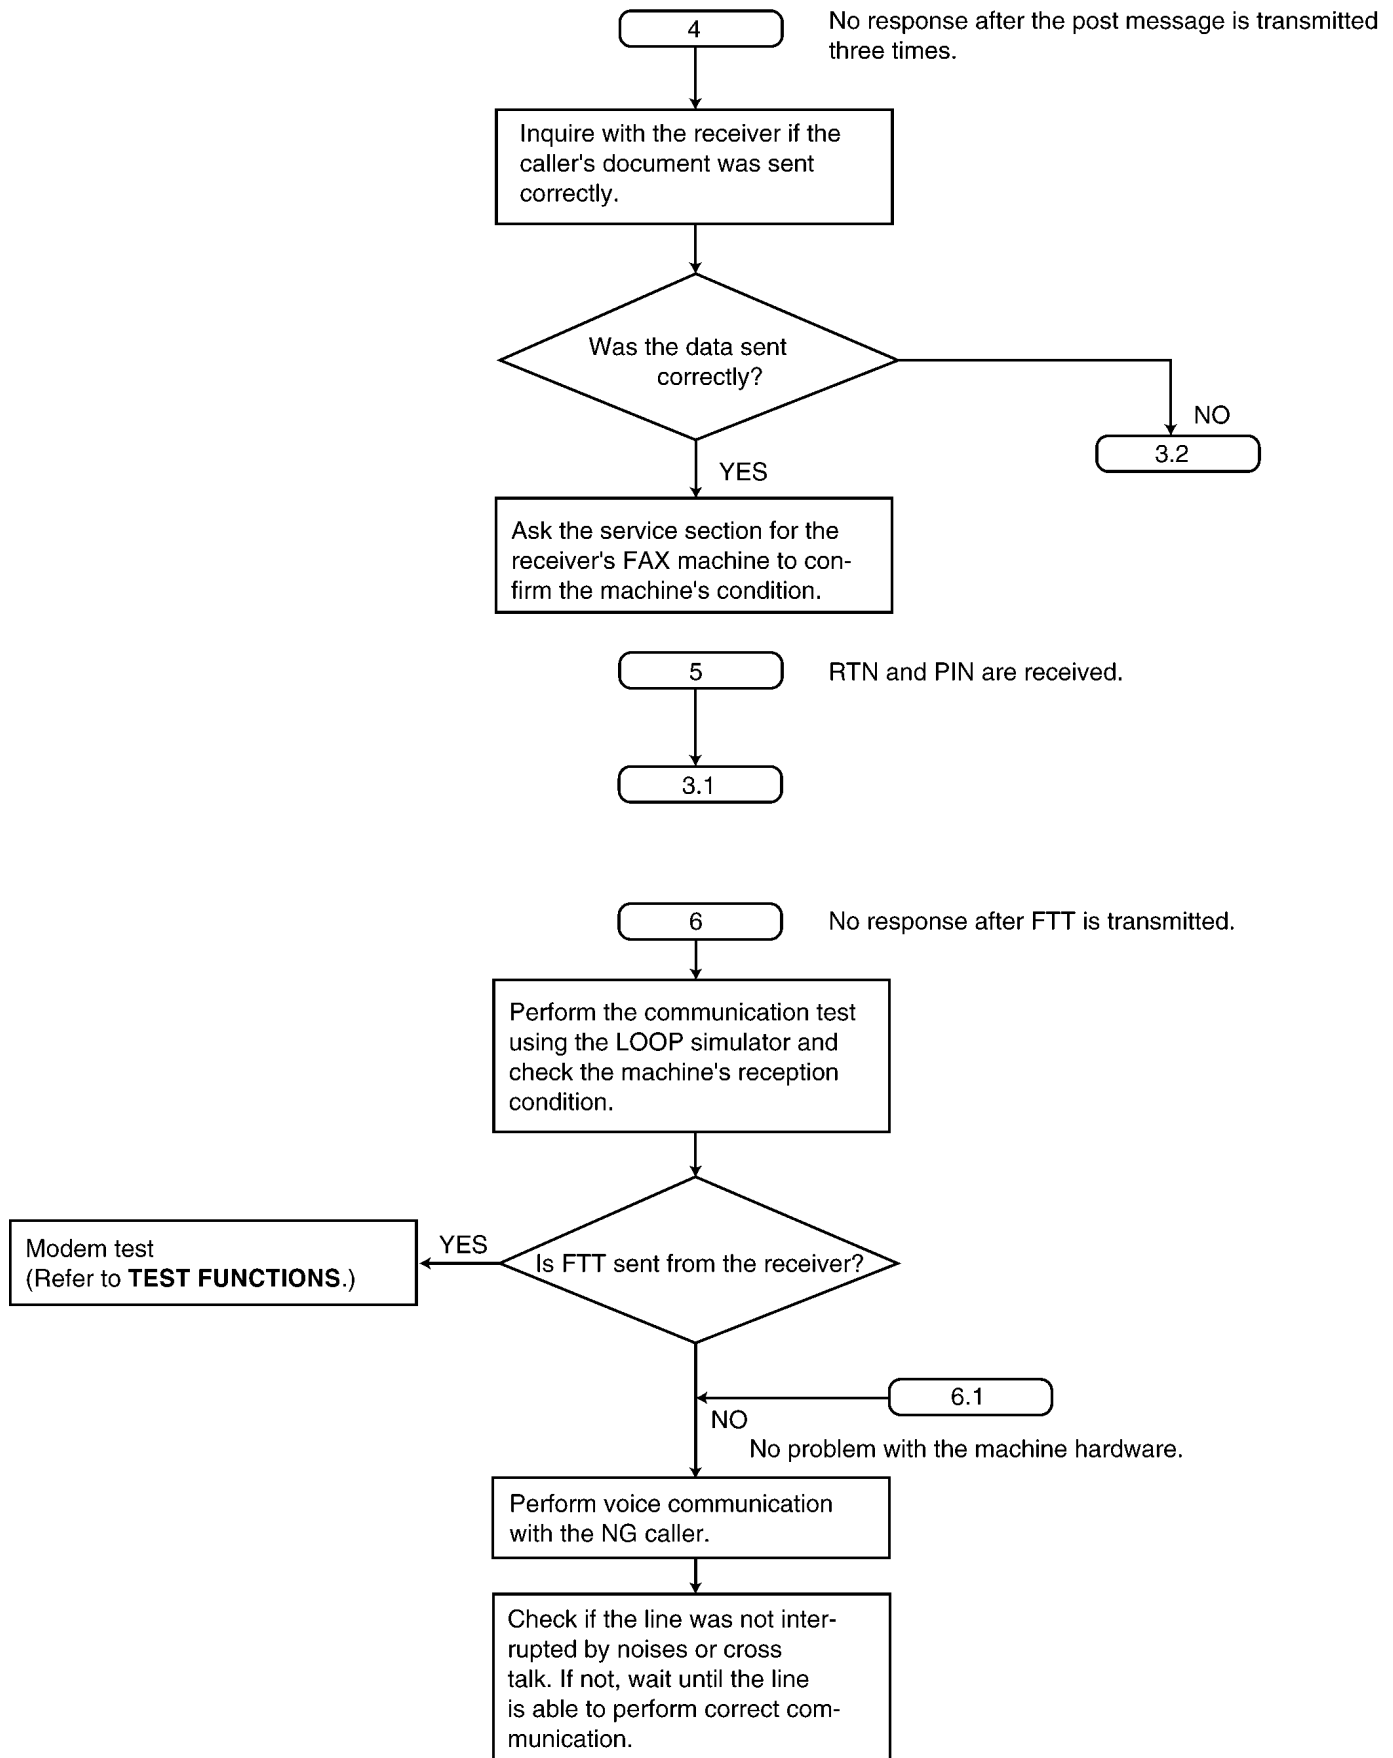 4
No response after the post message is transmitted
three times.
Inquire with the receiver if the
caller's document was sent
correctly.
Was the data sent
correctly?
NO
3.2
YES
Ask the service section for the
receiver's FAX machine to con-
firm the machine's condition.
5
RTN and PIN are received.
3.1
6
No response after FTT is transmitted.
Perform the communication test
using the LOOP simulator and
check the machine's reception
condition.
Is FTT sent from the receiver?
YES
Modem test
(Refer to TEST FUNCTIONS.)
6.1
NO
No problem with the machine hardware.
Perform voice communication
with the NG caller.
Check if the line was not inter-
rupted by noises or cross
talk. If not, wait until the line
is able to perform correct com-
munication.